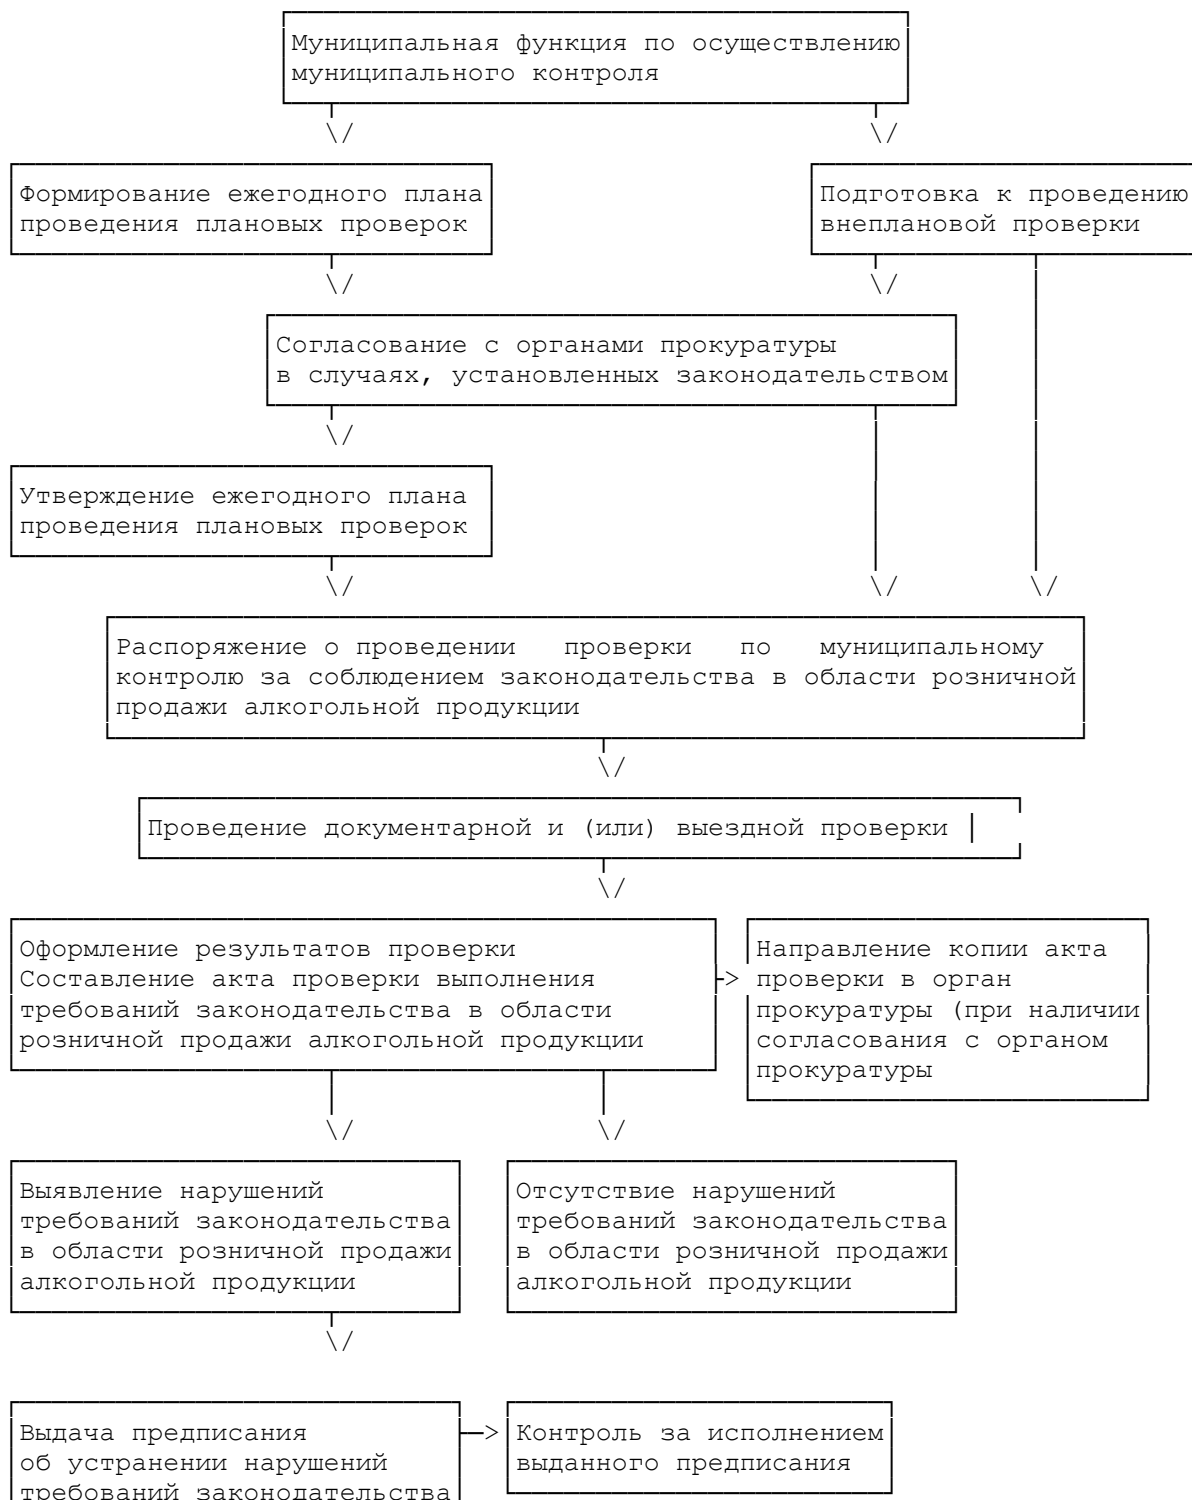 Муниципальная функция по осуществлению
муниципального контроля
Формирование ежегодного плана
проведения плановых проверок
Подготовка к проведению
внеплановой проверки
Согласование с органами прокуратуры
в случаях, установленных законодательством
Утверждение ежегодного плана
проведения плановых проверок
Распоряжение о проведении проверки по муниципальному
контролю за соблюдением законодательства в области розничной
продажи алкогольной продукции
Проведение документарной и (или) выездной проверки
Оформление результатов проверки
Составление акта проверки выполнения
требований законодательства в области
розничной продажи алкогольной продукции
Направление копии акта
проверки в орган
прокуратуры (при наличии
согласования с органом
прокуратуры
Выявление нарушений
требований законодательства
в области розничной продажи
алкогольной продукции
Отсутствие нарушений
требований законодательства
в области розничной продажи
алкогольной продукции
Выдача предписания
об устранении нарушений
требований законодательства
Контроль за исполнением
выданного предписания